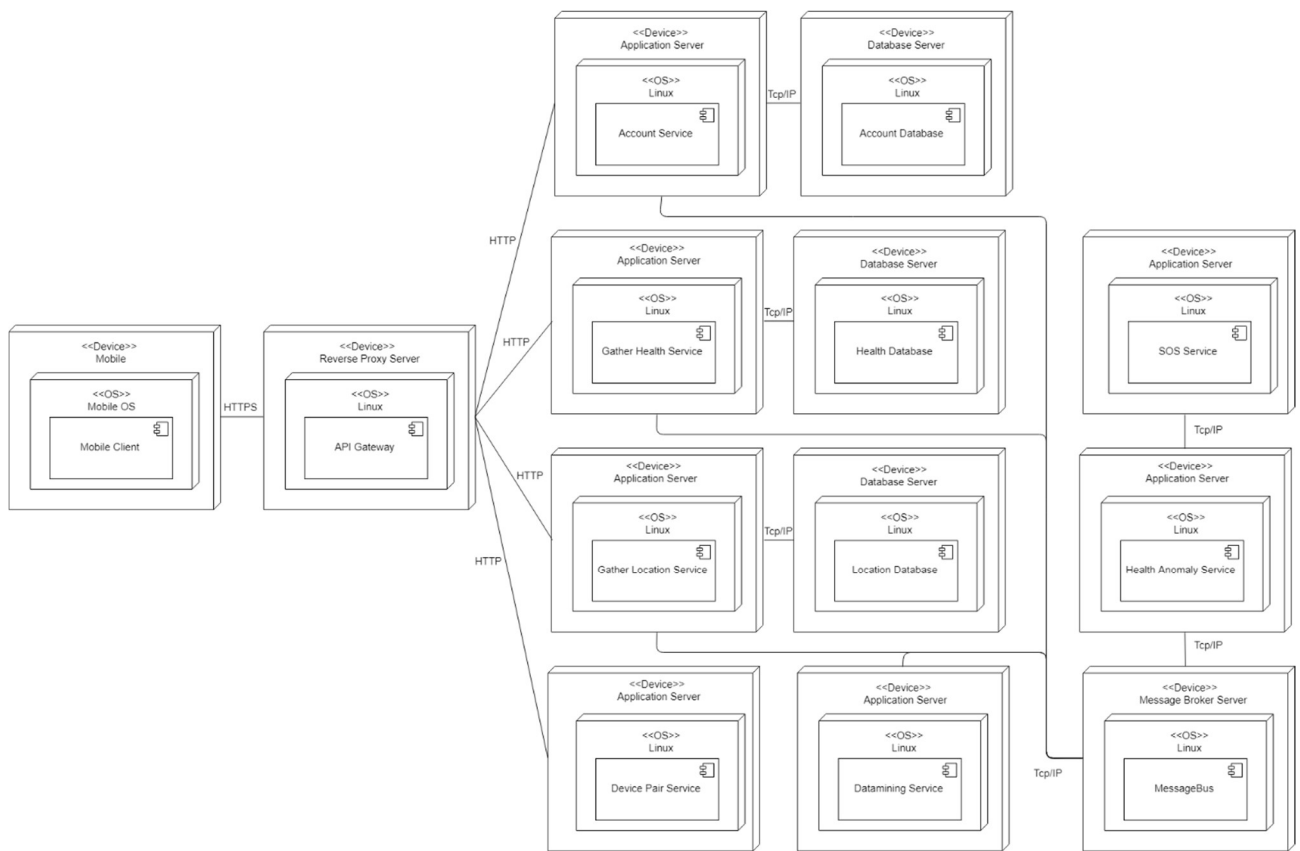 <<Device>>
Mobile
<<OS>>
Mobile OS
Mobile Client
HTTPS
<<Device>>
Reverse Proxy Server
<<OS>>
Linux
API Gateway
HTTP
HTTP
HTTP
HTTP
<<Device>>
Application Server
<<OS>>
Linux
Account Service
Tcp/IP
<<Device>>
Database Server
<<OS>>
Linux
Account Database
<<Device>>
Application Server
<<OS>>
Linux
Gather Health Service
Tcp/IP
<<Device>>
Database Server
<<OS>>
Linux
Health Database
<<Device>>
Application Server
<<OS>>
Linux
SOS Service
Tcp/IP
<<Device>>
Application Server
<<OS>>
Linux
Gather Location Service
Tcp/IP
<<Device>>
Database Server
<<OS>>
Linux
Location Database
<<Device>>
Application Server
<<OS>>
Linux
Health Anomaly Service
Tcp/IP
<<Device>>
Application Server
<<OS>>
Linux
Device Pair Service
<<Device>>
Application Server
<<OS>>
Linux
Datamining Service
Tcp/IP
<<Device>>
Message Broker Server
<<OS>>
Linux
MessageBus